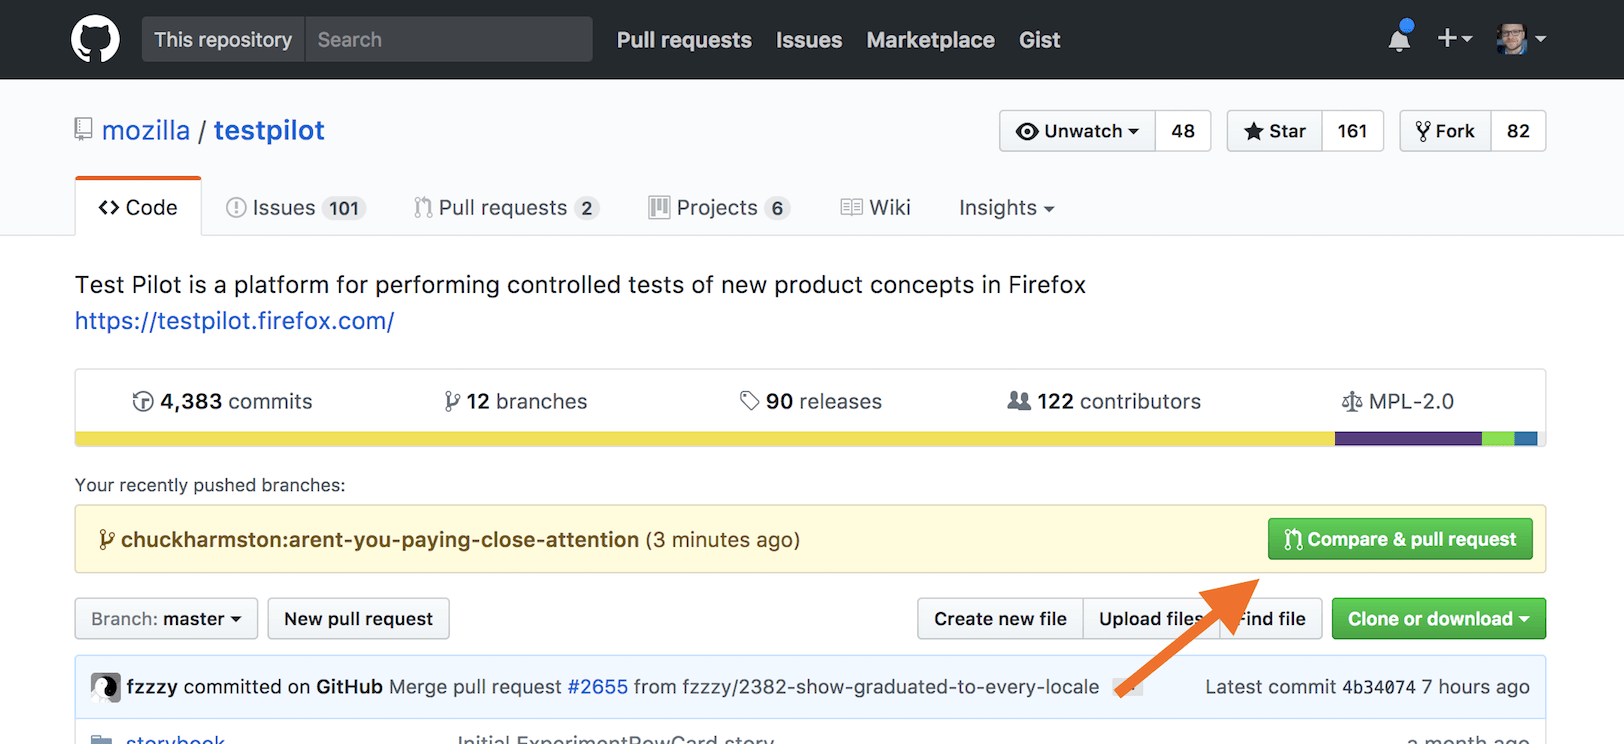 This repository Search Pull requests Issues Marketplace Gist
mozilla / testpilot Unwatch 48 Star 161 Fork 82
Code Issues 101 Pull requests 2 Projects 6 Wiki Insights
Test Pilot is a platform for performing controlled tests of new product concepts in Firefox
https://testpilot.firefox.com/
4,383 commits 12 branches 90 releases 122 contributors MPL-2.0
Your recently pushed branches:
chuckharmston:arent-you-paying-close-attention (3 minutes ago) Compare & pull request
Branch: master New pull request Create new file Upload files Find file Clone or download
fzzzy committed on GitHub Merge pull request #2655 from fzzzy/2382-show-graduated-to-every-locale Latest commit 4b34074 7 hours ago
storybook Initial ExperimentRowCard story a month ago